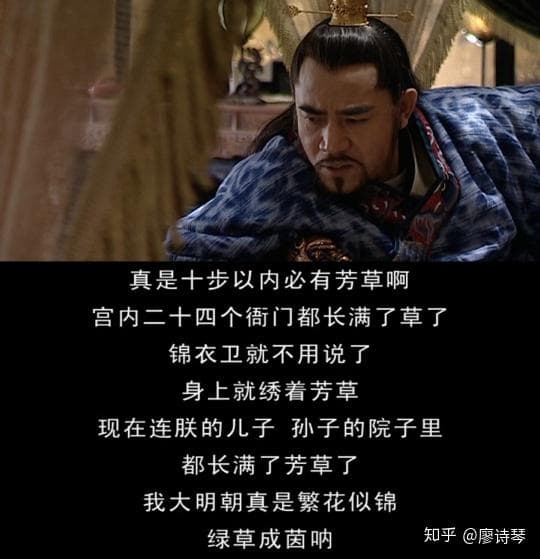 真是十步以内必有芳草啊
宫内二十四个衙门都长满了草了
锦衣卫就不用说了
身上就绣着芳草
现在连朕的儿子 孙子的院子里
都长满了芳草了
我大明朝真是繁花似锦
绿草成茵呐
知乎 @廖诗琴